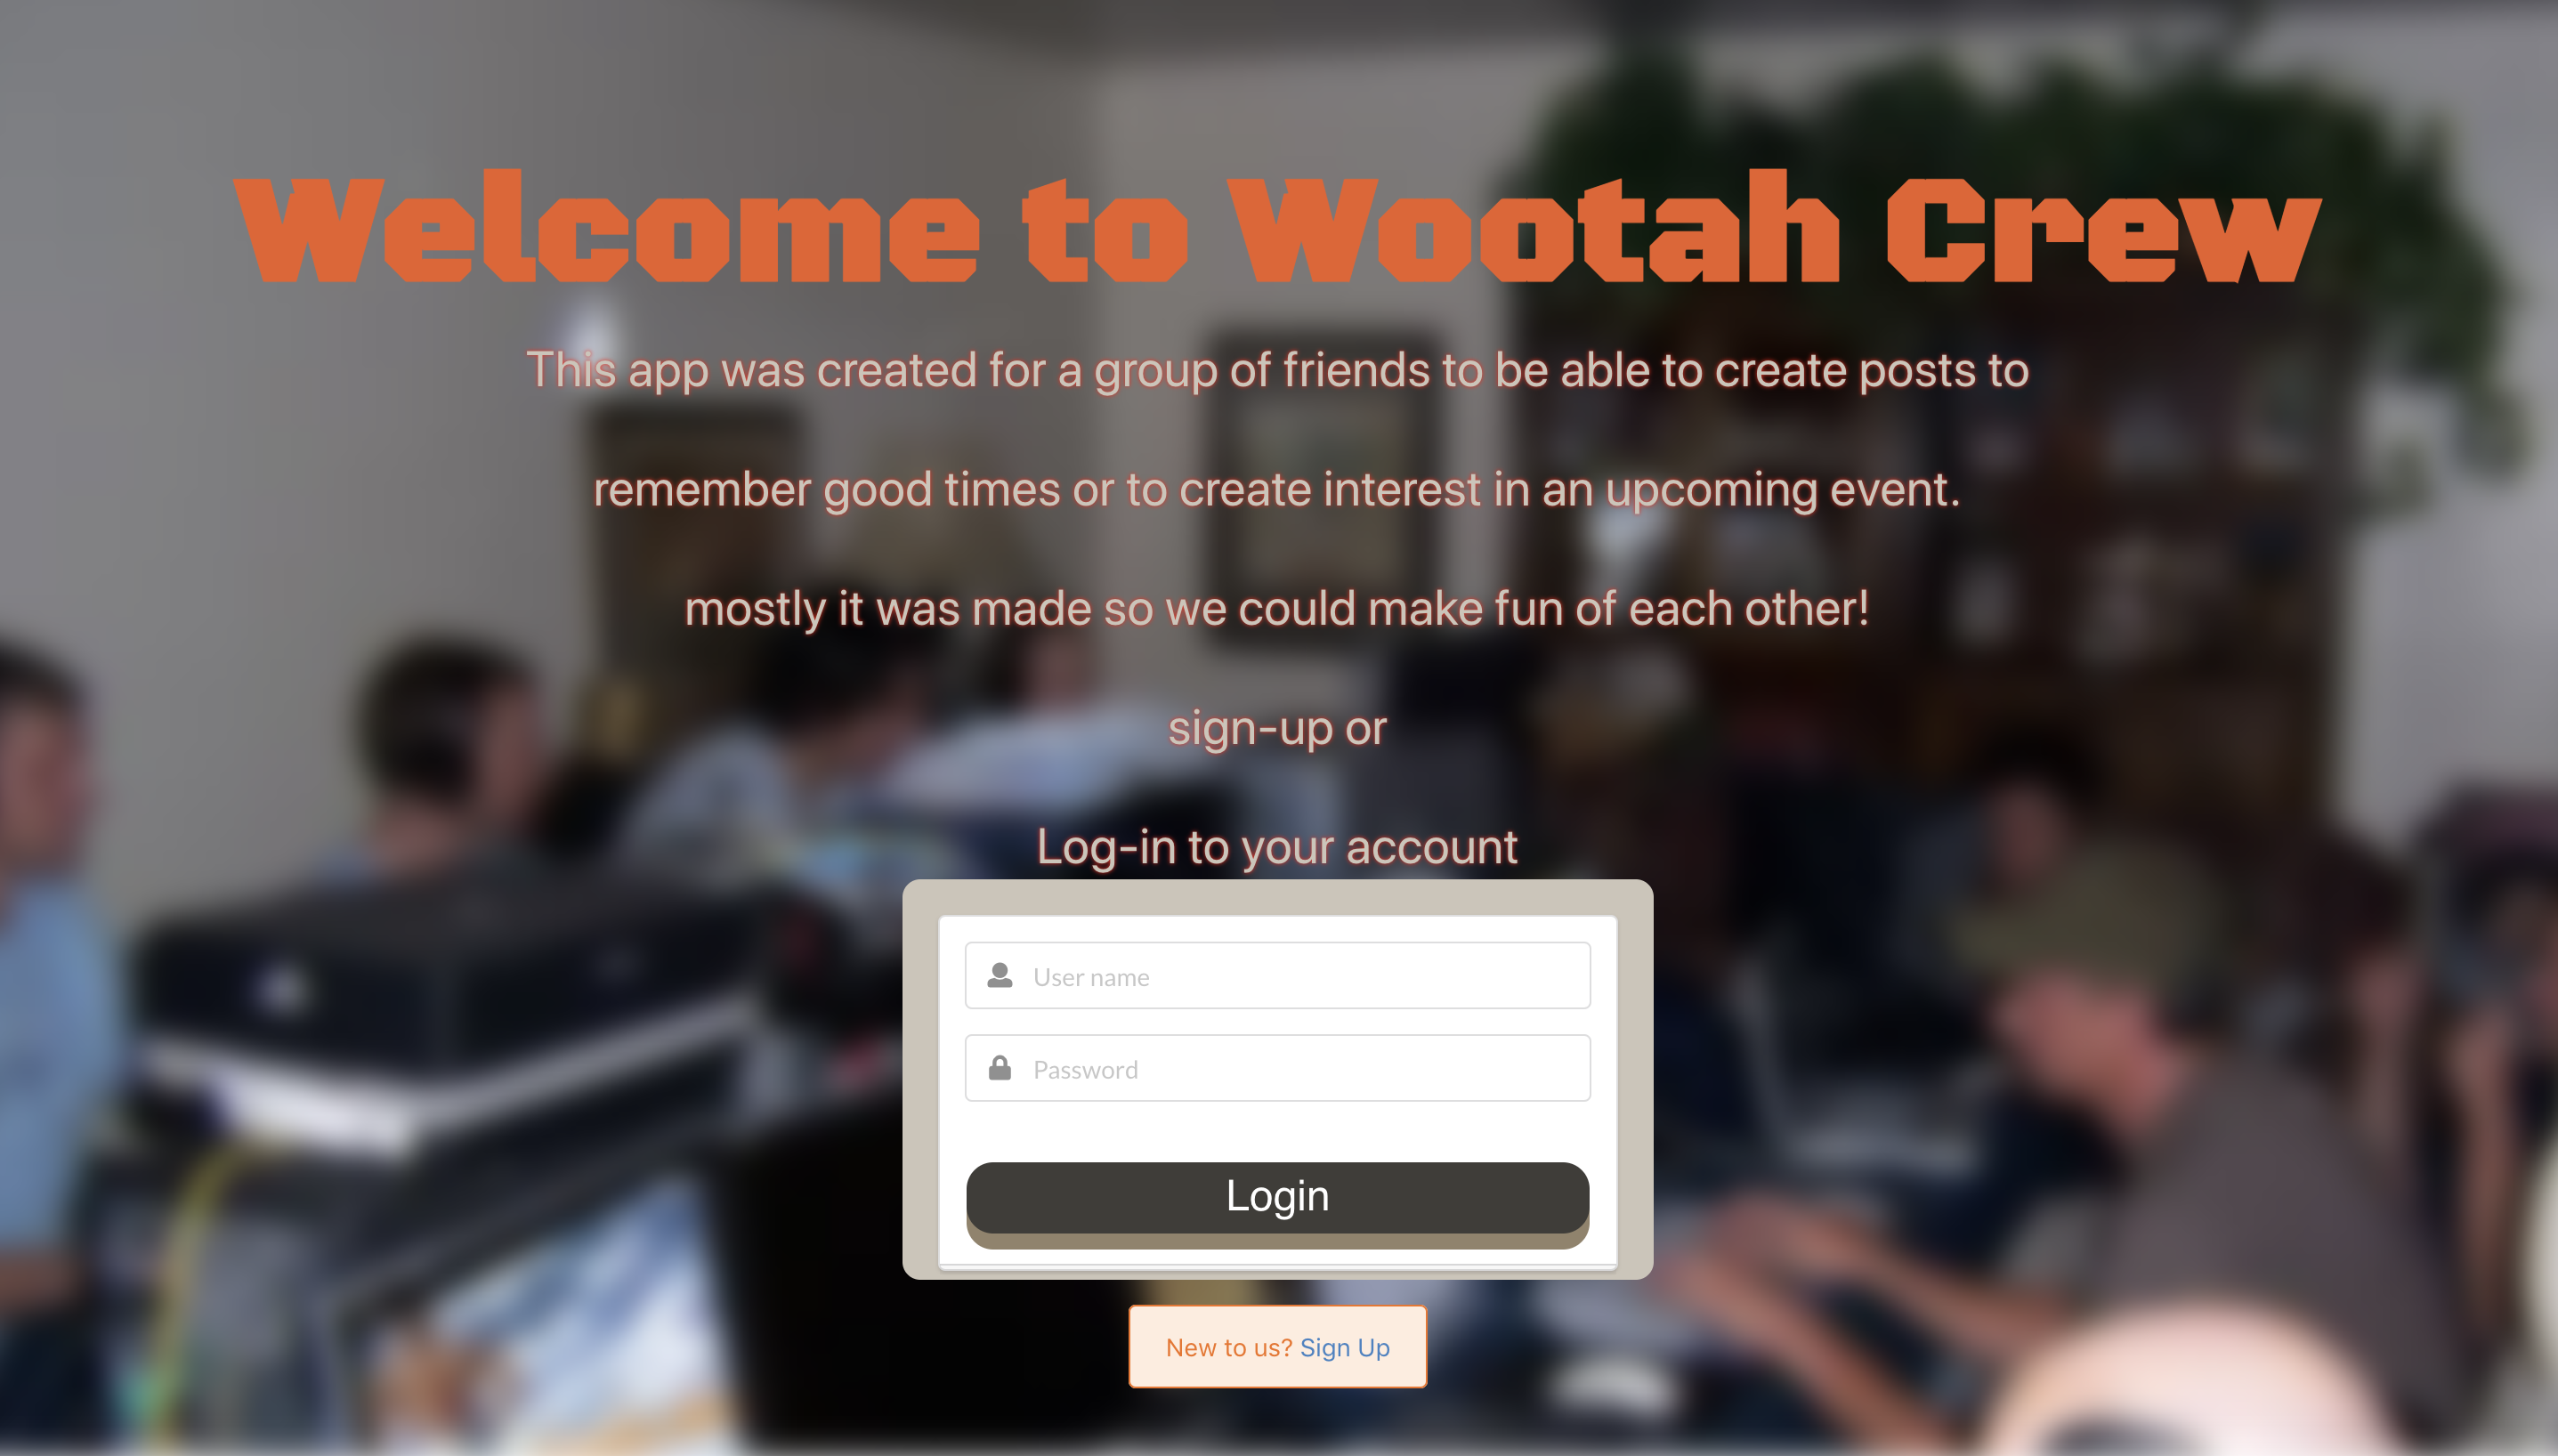 Welcome to Wootah Crew
This app was created for a group of friends to be able to create posts to
remember good times or to create interest in an upcoming event.
mostly it was made so we could make fun of each other!
sign-up or
Log-in to your account
User name
Password
Login
New to us? Sign Up